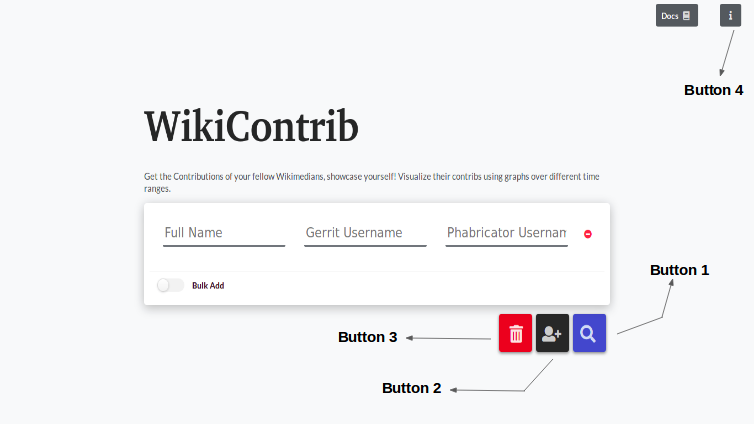 Docs
Button 4
WikiContrib
Get the Contributions of your fellow Wikimedians, showcase yourself! Visualize their contribs using graphs over different time
ranges.
Full Name Gerrit Username Phabricator Usernam
Bulk Add
Button 1
Button 3
Button 2